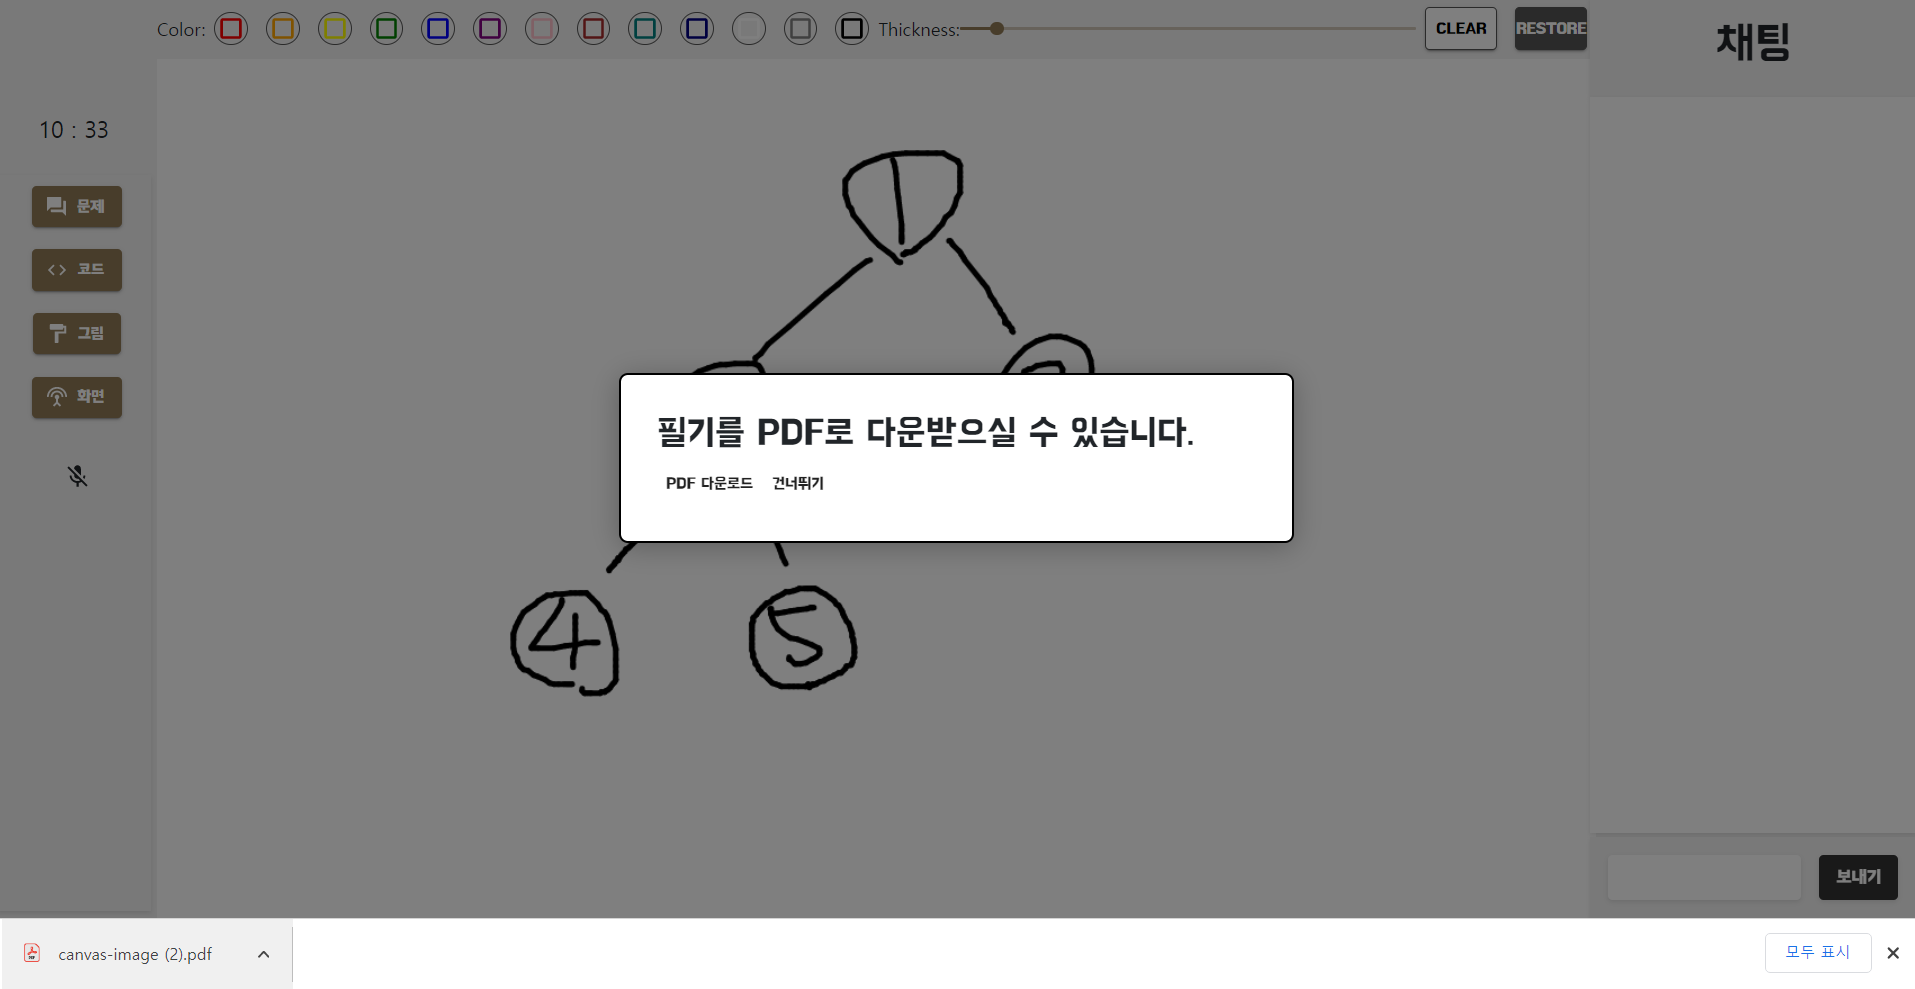 Color:
Thickness:
CLEAR
RESTORE
채팅
10 : 33
문제
코드
그림
화면
1
필기를 PDF로 다운받으실 수 있습니다.
PDF 다운로드 건너뛰기
4 5
보내기
canvas-image (2).pdf
모두 표시